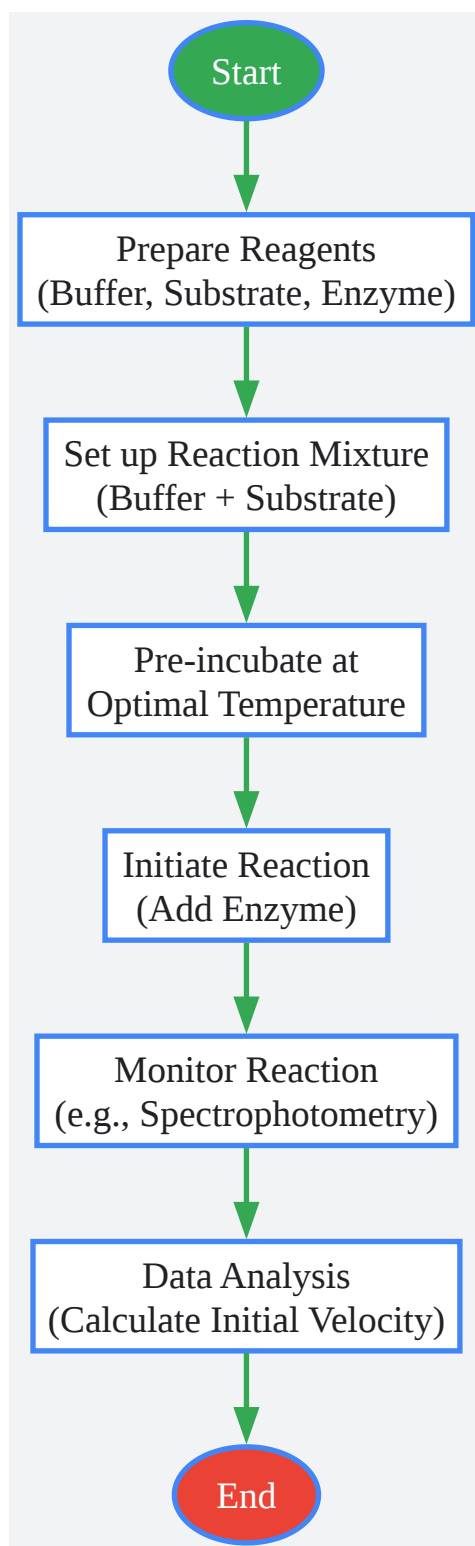 Start
Prepare Reagents
(Buffer, Substrate, Enzyme)
Set up Reaction Mixture
(Buffer + Substrate)
Pre-incubate at
Optimal Temperature
Initiate Reaction
(Add Enzyme)
Monitor Reaction
(e.g., Spectrophotometry)
Data Analysis
(Calculate Initial Velocity)
End